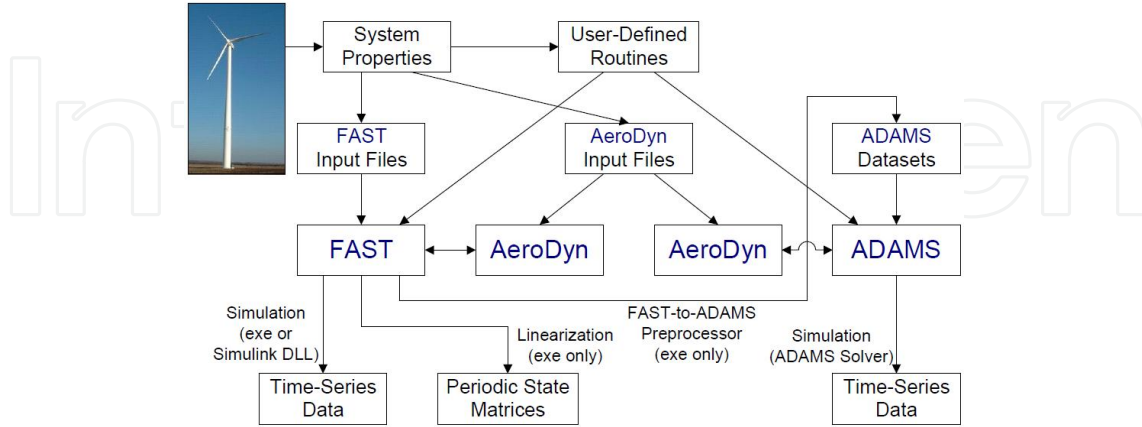 System
Properties
User-Defined
Routines
FAST
Input Files
AeroDyn
Input Files
ADAMS
Datasets
FAST
AeroDyn
AeroDyn
ADAMS
Simulation
(exe or
Simulink DLL)
Linearization
(exe only)
FAST-to-ADAMS
Preprocessor
(exe only)
Simulation
(ADAMS Solver)
Time-Series
Data
Periodic State
Matrices
Time-Series
Data